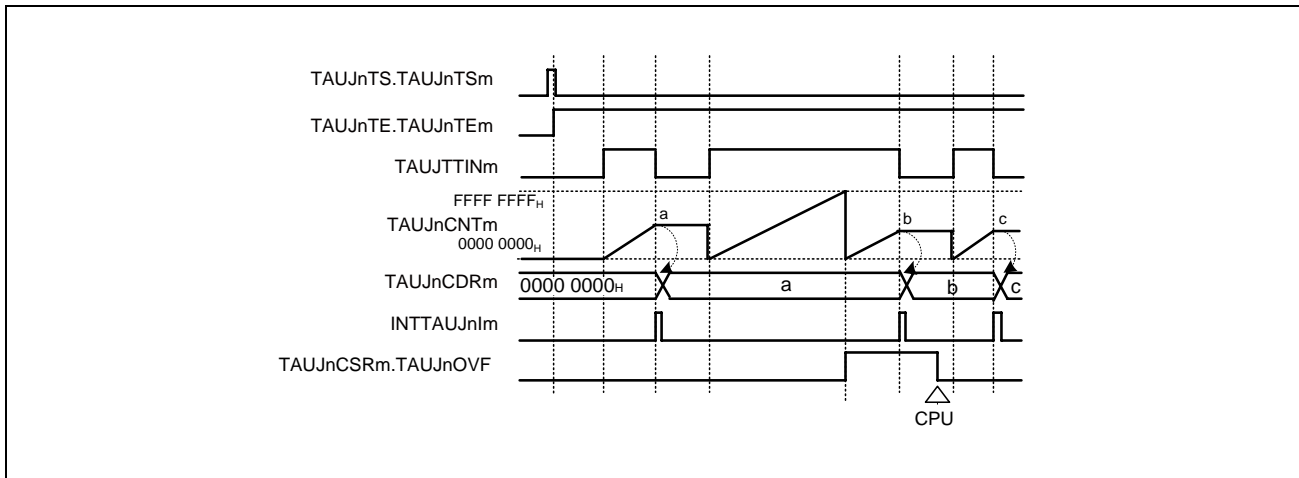 TAUJnTS.TAUJnTSm
TAUJnTE.TAUJnTEm
TAUJTTINm
FFFF FFFFH
a
b
c
TAUJnCNTm
0000 0000H
TAUJnCDRm
0000 0000H
a
b
c
INTTAUJnIm
TAUJnCSRm.TAUJnOVF
CPU